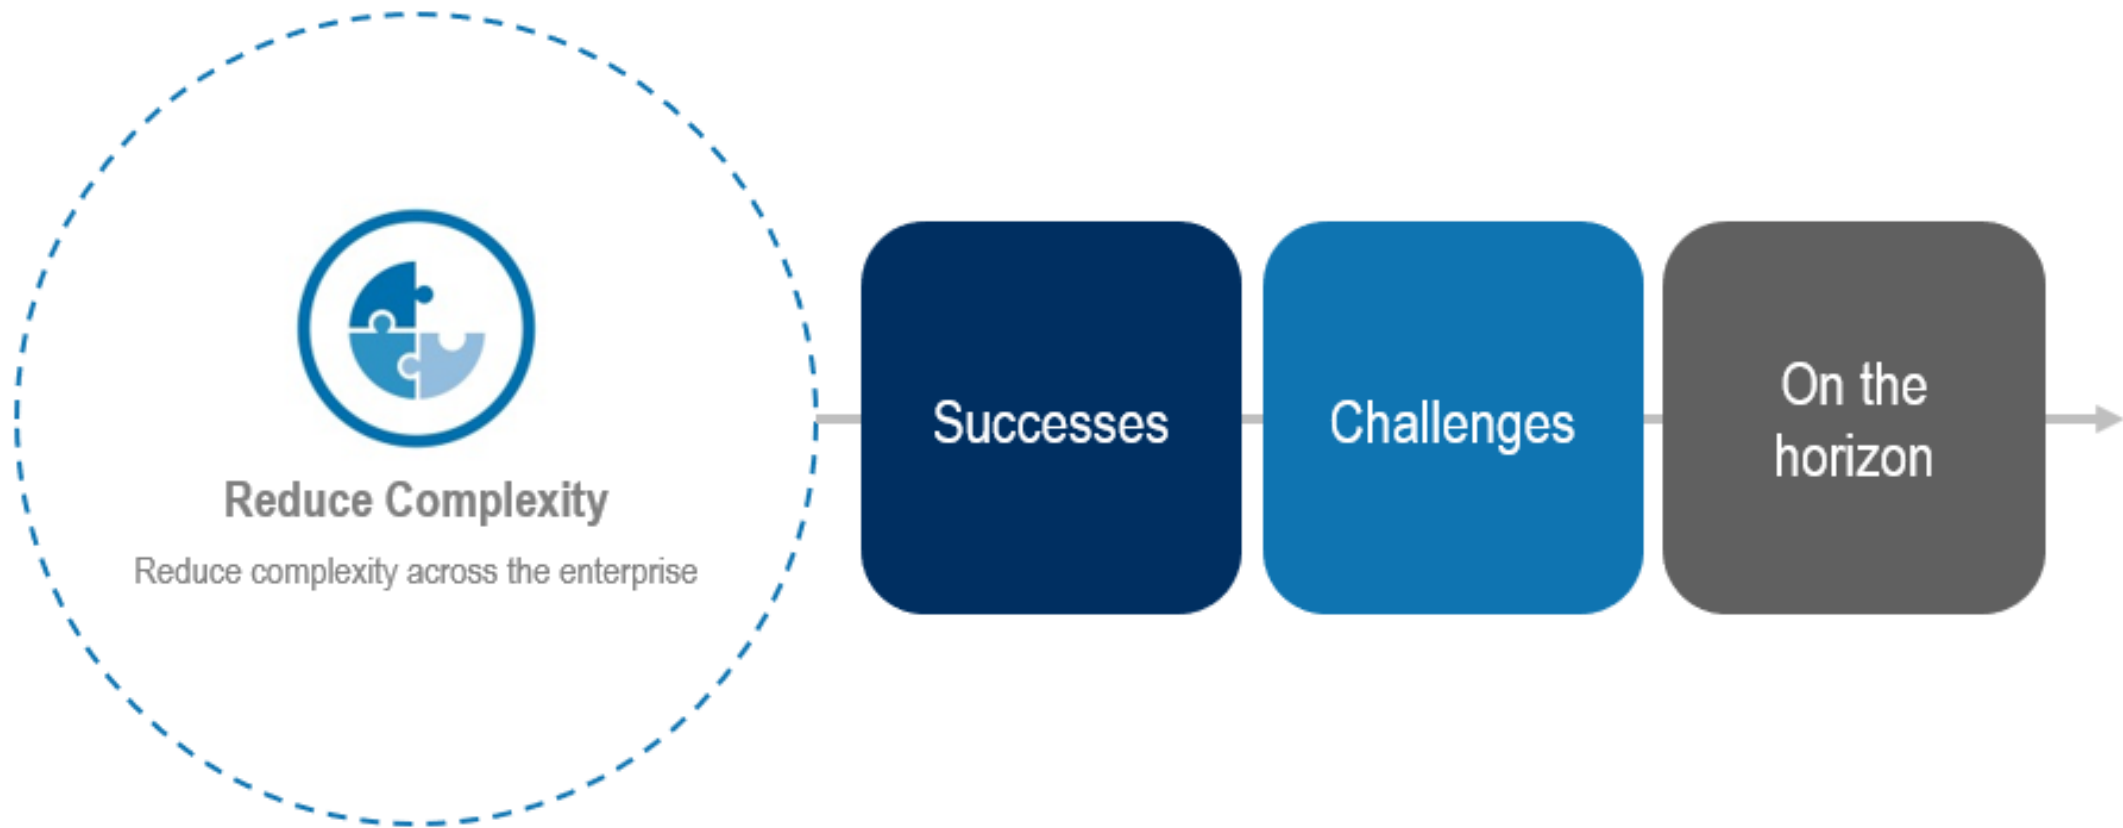 Reduce Complexity
Reduce complexity across the enterprise
Successes
Challenges
On the
horizon